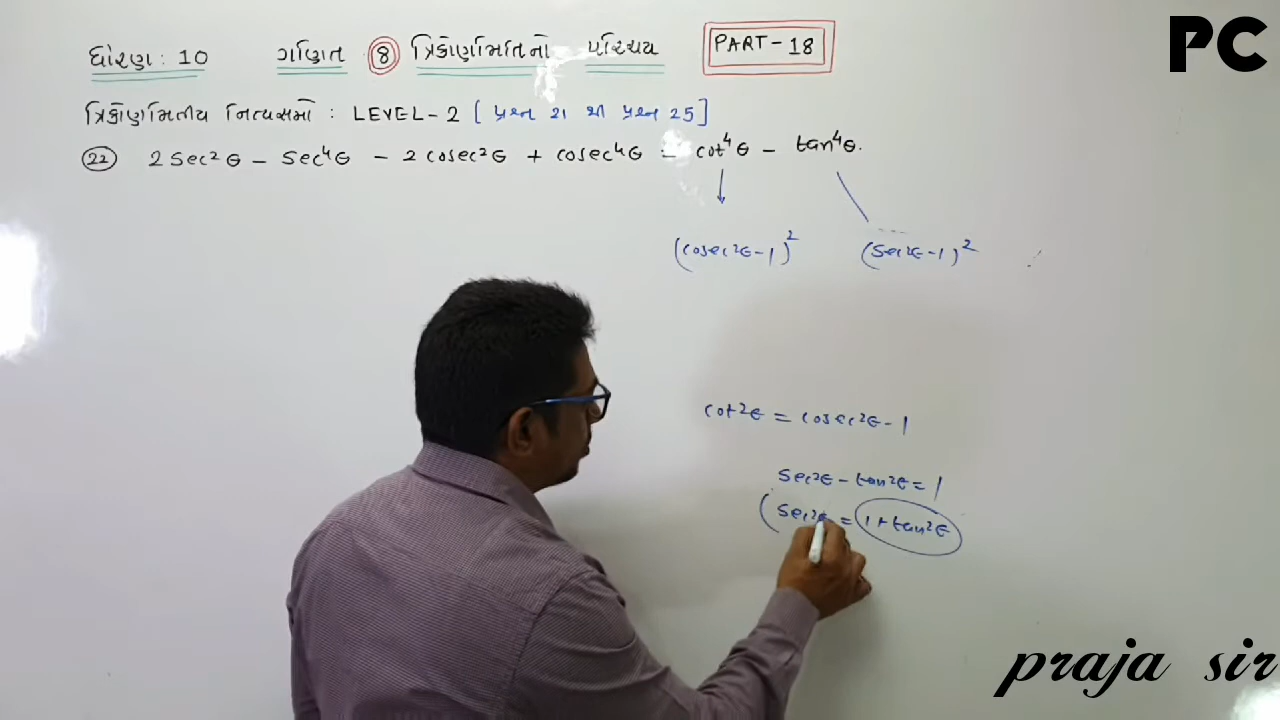 ધોરણ : 10 ગણિત 8 ત્રિકોણમિતિનો પરિચય PART - 18
PC
ત્રિકોણમિતીય નિત્યસમો : LEVEL - 2 [ પ્રશ્ન 21 થી પ્રશ્ન 25 ]
22 2 sec²θ - sec⁴θ - 2 cosec²θ + cosec⁴θ = cot⁴θ - tan⁴θ.
(cosec²θ - 1)² (sec²θ - 1)²
cot²θ = cosec²θ - 1
sec²θ - tan²θ = 1
(sec²θ = 1 + tan²θ
praja sir